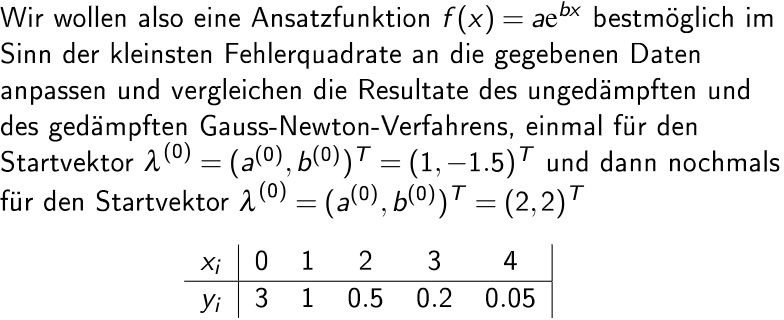 Wir wollen also eine Ansatzfunktion f(x) = ae^{bx} bestmöglich im
Sinn der kleinsten Fehlerquadrate an die gegebenen Daten
anpassen und vergleichen die Resultate des ungedämpften und
des gedämpften Gauss-Newton-Verfahrens, einmal für den
Startvektor λ^{(0)} = (a^{(0)}, b^{(0)})^T = (1, −1.5)^T und dann nochmals
für den Startvektor λ^{(0)} = (a^{(0)}, b^{(0)})^T = (2, 2)^T
x_i 0 1 2 3 4
y_i 3 1 0.5 0.2 0.05